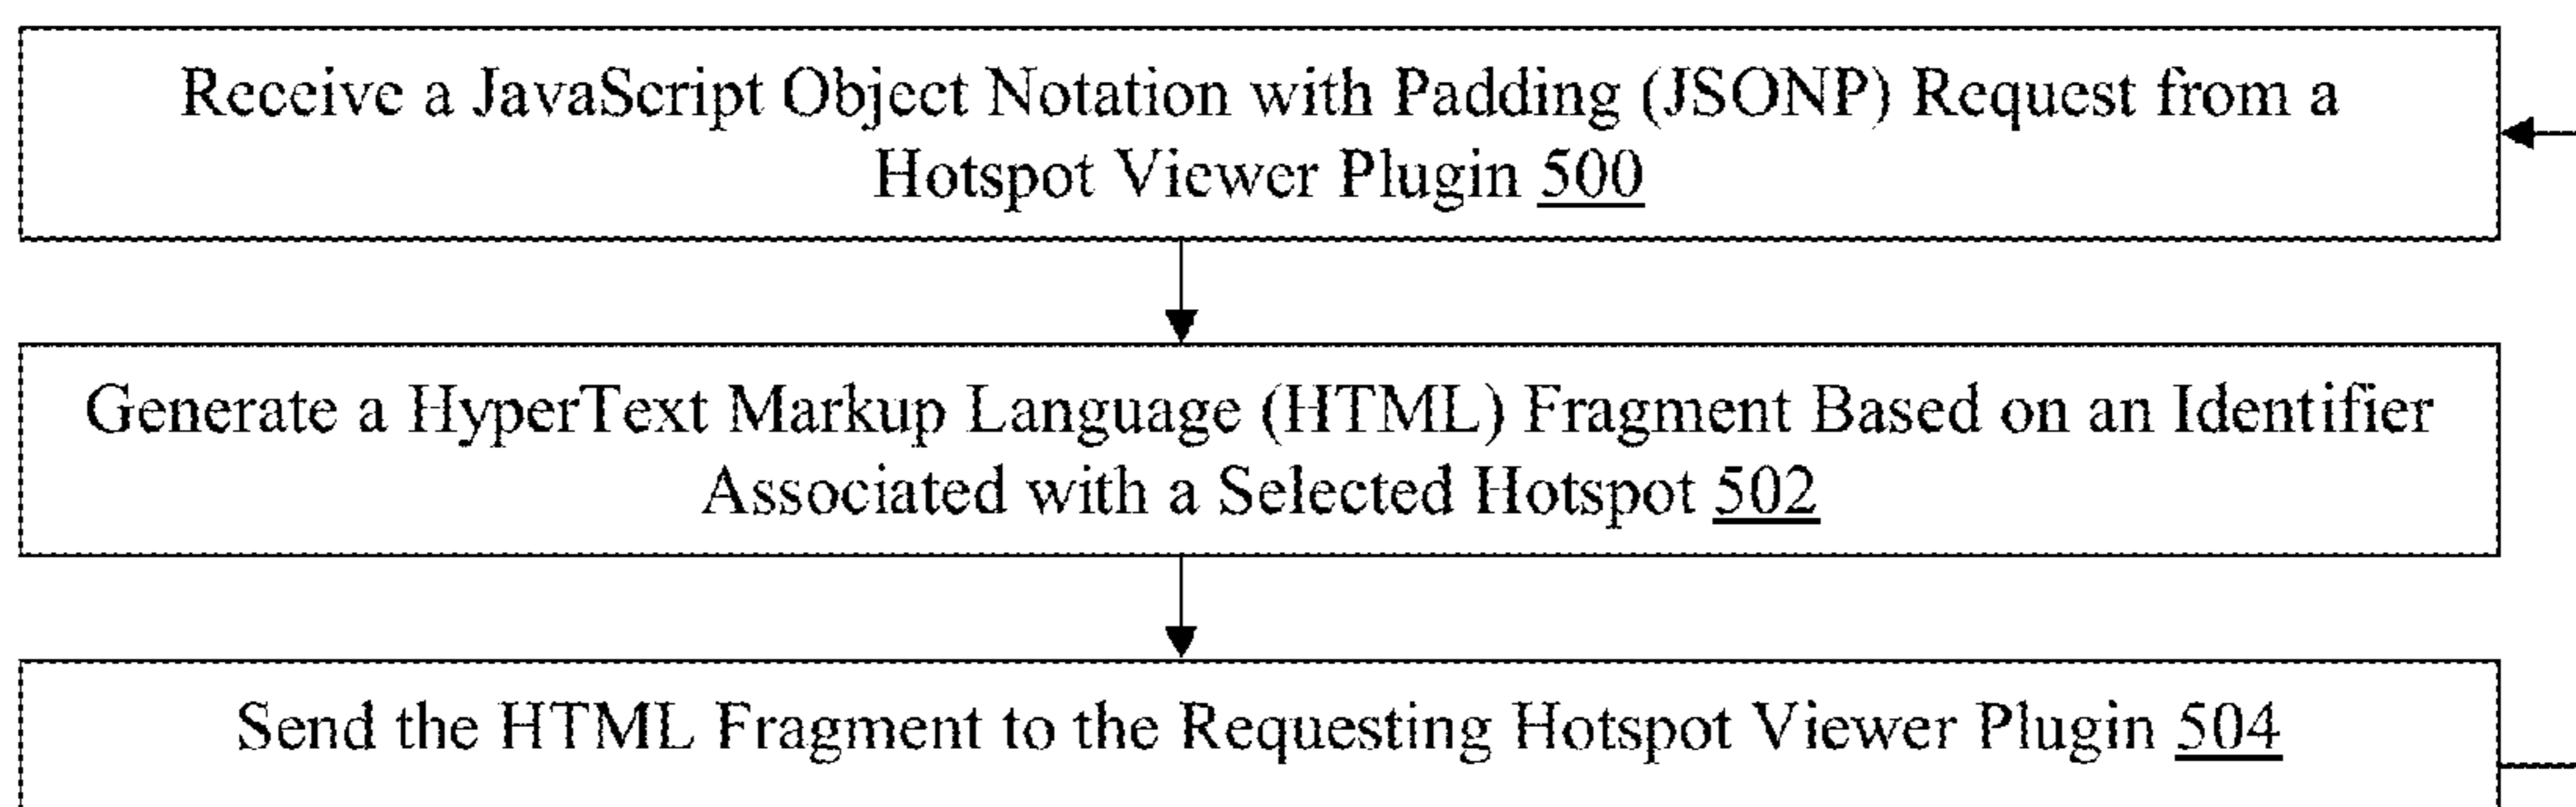 Receive a JavaScript Object Notation with Padding (JSONP) Request from a
Hotspot Viewer Plugin 500
Generate a HyperText Markup Language (HTML) Fragment Based on an Identifier
Associated with a Selected Hotspot 502
Send the HTML Fragment to the Requesting Hotspot Viewer Plugin 504